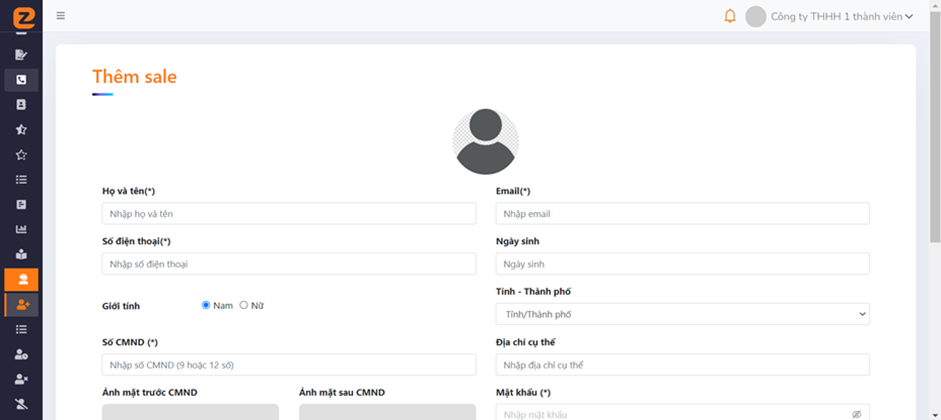 Công ty THHH 1 thành viên
Thêm sale
Họ và tên(*)
Nhập họ và tên
Email(*)
Nhập email
Số điện thoại(*)
Nhập số điện thoại
Ngày sinh
Ngày sinh
Giới tính
Nam
Nữ
Tỉnh - Thành phố
Tỉnh/Thành phố
Số CMND (*)
Nhập số CMND (9 hoặc 12 số)
Địa chỉ cụ thể
Nhập địa chỉ cụ thể
Ảnh mặt trước CMND
Ảnh mặt sau CMND
Mật khẩu (*)
Nhập mật khẩu